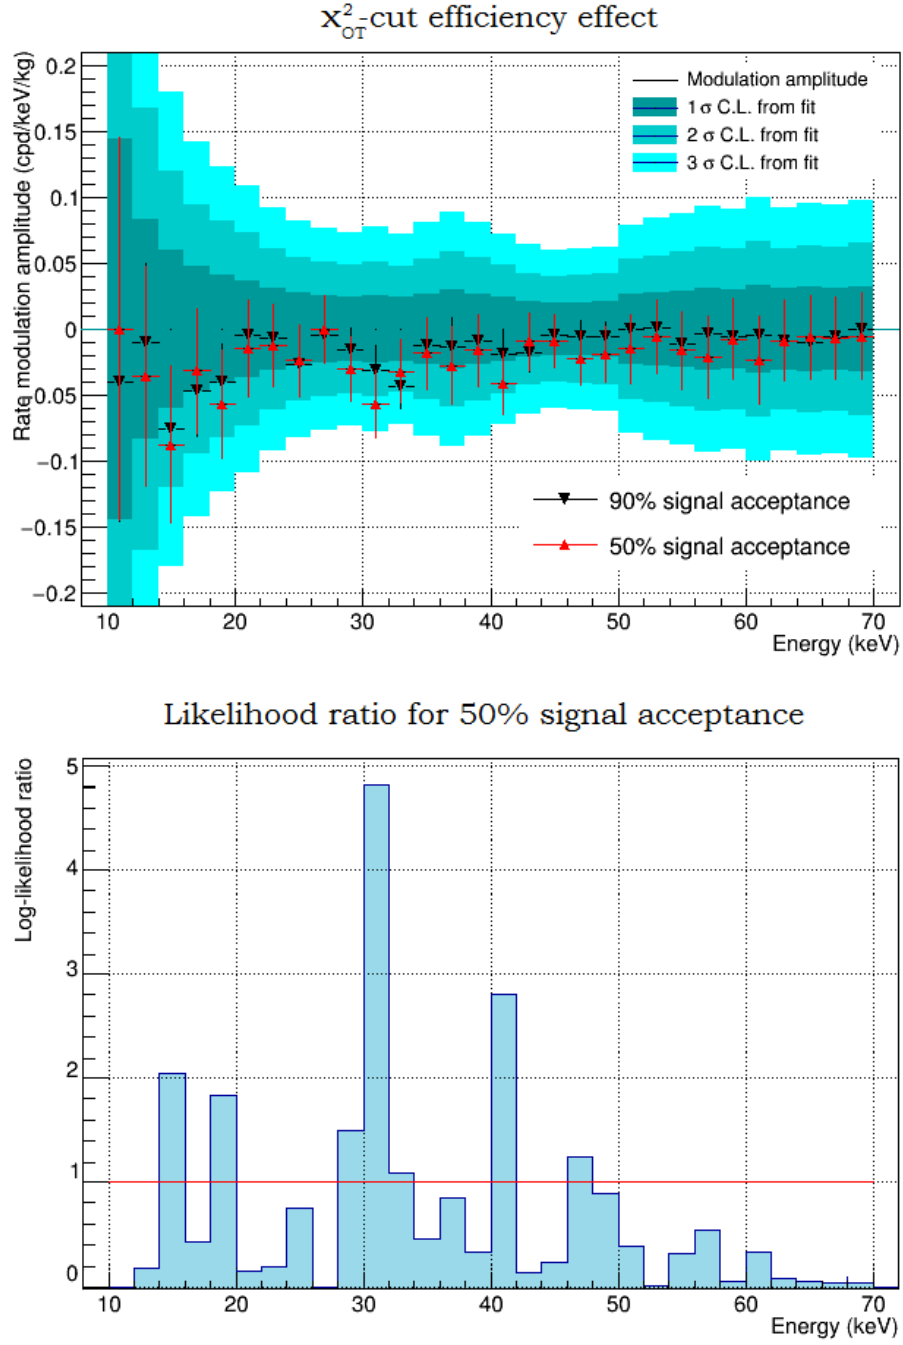 x²OT-cut efficiency effect
Rate modulation amplitude (cpd/keV/kg)
0.2
0.15
0.1
0.05
0
−0.05
−0.1
−0.15
−0.2
Modulation amplitude
1 σ C.L. from fit
2 σ C.L. from fit
3 σ C.L. from fit
90% signal acceptance
50% signal acceptance
10 20 30 40 50 60 70
Energy (keV)
Likelihood ratio for 50% signal acceptance
Log-likelihood ratio
5
4
3
2
1
0
10 20 30 40 50 60 70
Energy (keV)